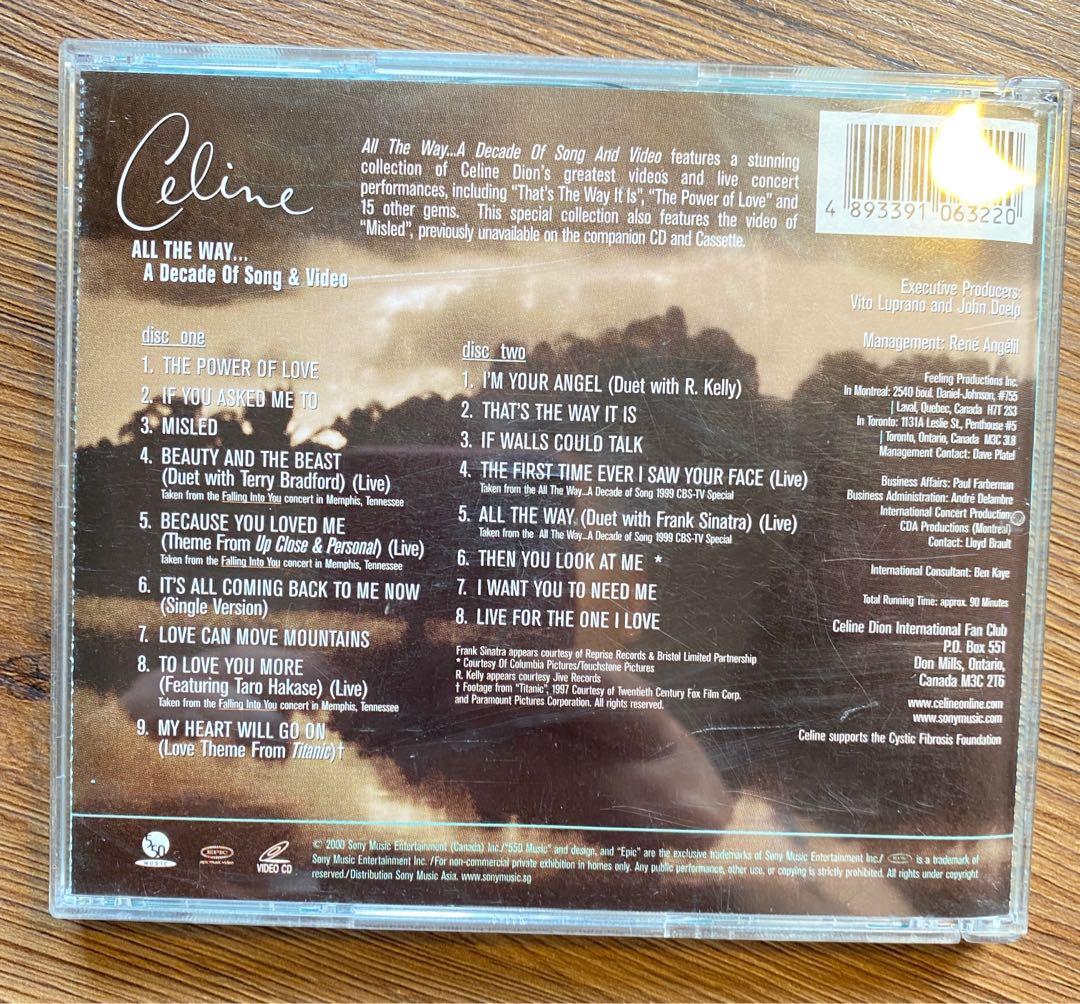 Celine
ALL THE WAY...
A Decade Of Song & Video
All The Way...A Decade Of Song And Video features a stunning
collection of Celine Dion's greatest videos and live concert
performances, including "That's The Way It Is", "The Power of Love" and
15 other gems. This special collection also features the video of
"Misled", previously unavailable on the companion CD and Cassette.
4 893391 063220
disc one
1. THE POWER OF LOVE
2. IF YOU ASKED ME TO
3. MISLED
4. BEAUTY AND THE BEAST
(Duet with Terry Bradford) (Live)
Taken from the Falling Into You concert in Memphis, Tennessee
5. BECAUSE YOU LOVED ME
(Theme From Up Close & Personal) (Live)
Taken from the Falling Into You concert in Memphis, Tennessee
6. IT'S ALL COMING BACK TO ME NOW
(Single Version)
7. LOVE CAN MOVE MOUNTAINS
8. TO LOVE YOU MORE
(Featuring Taro Hakase) (Live)
Taken from the Falling Into You concert in Memphis, Tennessee
9. MY HEART WILL GO ON
(Love Theme From Titanic)†
disc two
1. I'M YOUR ANGEL (Duet with R. Kelly)
2. THAT'S THE WAY IT IS
3. IF WALLS COULD TALK
4. THE FIRST TIME EVER I SAW YOUR FACE (Live)
Taken from the All The Way...A Decade of Song 1999 CBS-TV Special
5. ALL THE WAY (Duet with Frank Sinatra) (Live)
Taken from the All The Way...A Decade of Song 1999 CBS-TV Special
6. THEN YOU LOOK AT ME *
7. I WANT YOU TO NEED ME
8. LIVE FOR THE ONE I LOVE
Frank Sinatra appears courtesy of Reprise Records & Bristol Limited Partnership
* Courtesy Of Columbia Pictures/Touchstone Pictures
R. Kelly appears courtesy Jive Records
† Footage from "Titanic", 1997 Courtesy of Twentieth Century Fox Film Corp.
and Paramount Pictures Corporation. All rights reserved.
Executive Producers:
Vito Luprano and John Doelp
Management: René Angélil
Feeling Productions Inc.
In Montreal: 2540 boul. Daniel-Johnson, #755
Laval, Quebec, Canada H7T 2S3
In Toronto: 1131A Leslie St., Penthouse #5
Toronto, Ontario, Canada M3C 3L8
Management Contact: Dave Platel
Business Affairs: Paul Farberman
Business Administration: André Delambre
International Concert Production:
CDA Productions (Montreal)
Contact: Lloyd Brault
International Consultant: Ben Kaye
Total Running Time: approx. 90 Minutes
Celine Dion International Fan Club
P.O. Box 551
Don Mills, Ontario,
Canada M3C 2T6
www.celineonline.com
www.sonymusic.com
Celine supports the Cystic Fibrosis Foundation
550
MUSIC
EPIC
VIDEO CD
© 2000 Sony Music Entertainment (Canada) Inc./"550 Music" and design, and "Epic" are the exclusive trademarks of Sony Music Entertainment Inc./ EPIC is a trademark of
Sony Music Entertainment Inc./For non-commercial private exhibition in homes only. Any public performance, other use, or copying is strictly prohibited. All rights under copyright
reserved./Distribution Sony Music Asia. www.sonymusic.sg